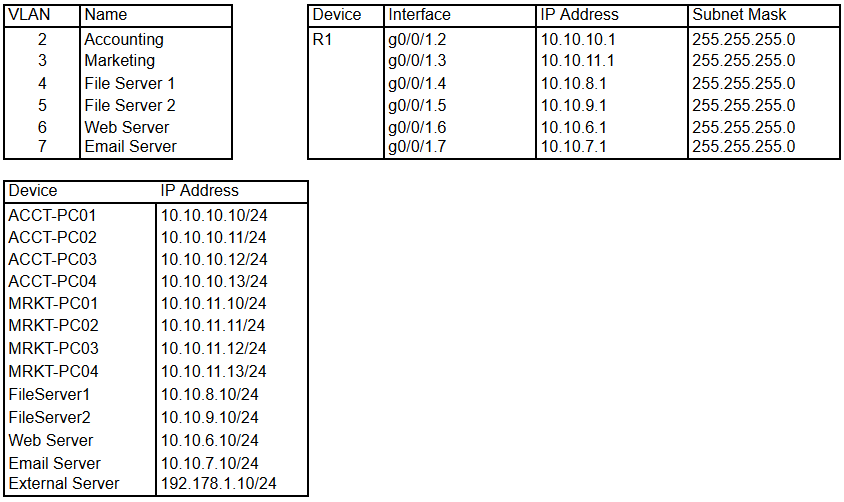 VLAN Name
2 Accounting
3 Marketing
4 File Server 1
5 File Server 2
6 Web Server
7 Email Server
Device Interface IP Address Subnet Mask
R1 g0/0/1.2 10.10.10.1 255.255.255.0
g0/0/1.3 10.10.11.1 255.255.255.0
g0/0/1.4 10.10.8.1 255.255.255.0
g0/0/1.5 10.10.9.1 255.255.255.0
g0/0/1.6 10.10.6.1 255.255.255.0
g0/0/1.7 10.10.7.1 255.255.255.0
Device IP Address
ACCT-PC01 10.10.10.10/24
ACCT-PC02 10.10.10.11/24
ACCT-PC03 10.10.10.12/24
ACCT-PC04 10.10.10.13/24
MRKT-PC01 10.10.11.10/24
MRKT-PC02 10.10.11.11/24
MRKT-PC03 10.10.11.12/24
MRKT-PC04 10.10.11.13/24
FileServer1 10.10.8.10/24
FileServer2 10.10.9.10/24
Web Server 10.10.6.10/24
Email Server 10.10.7.10/24
External Server 192.178.1.10/24